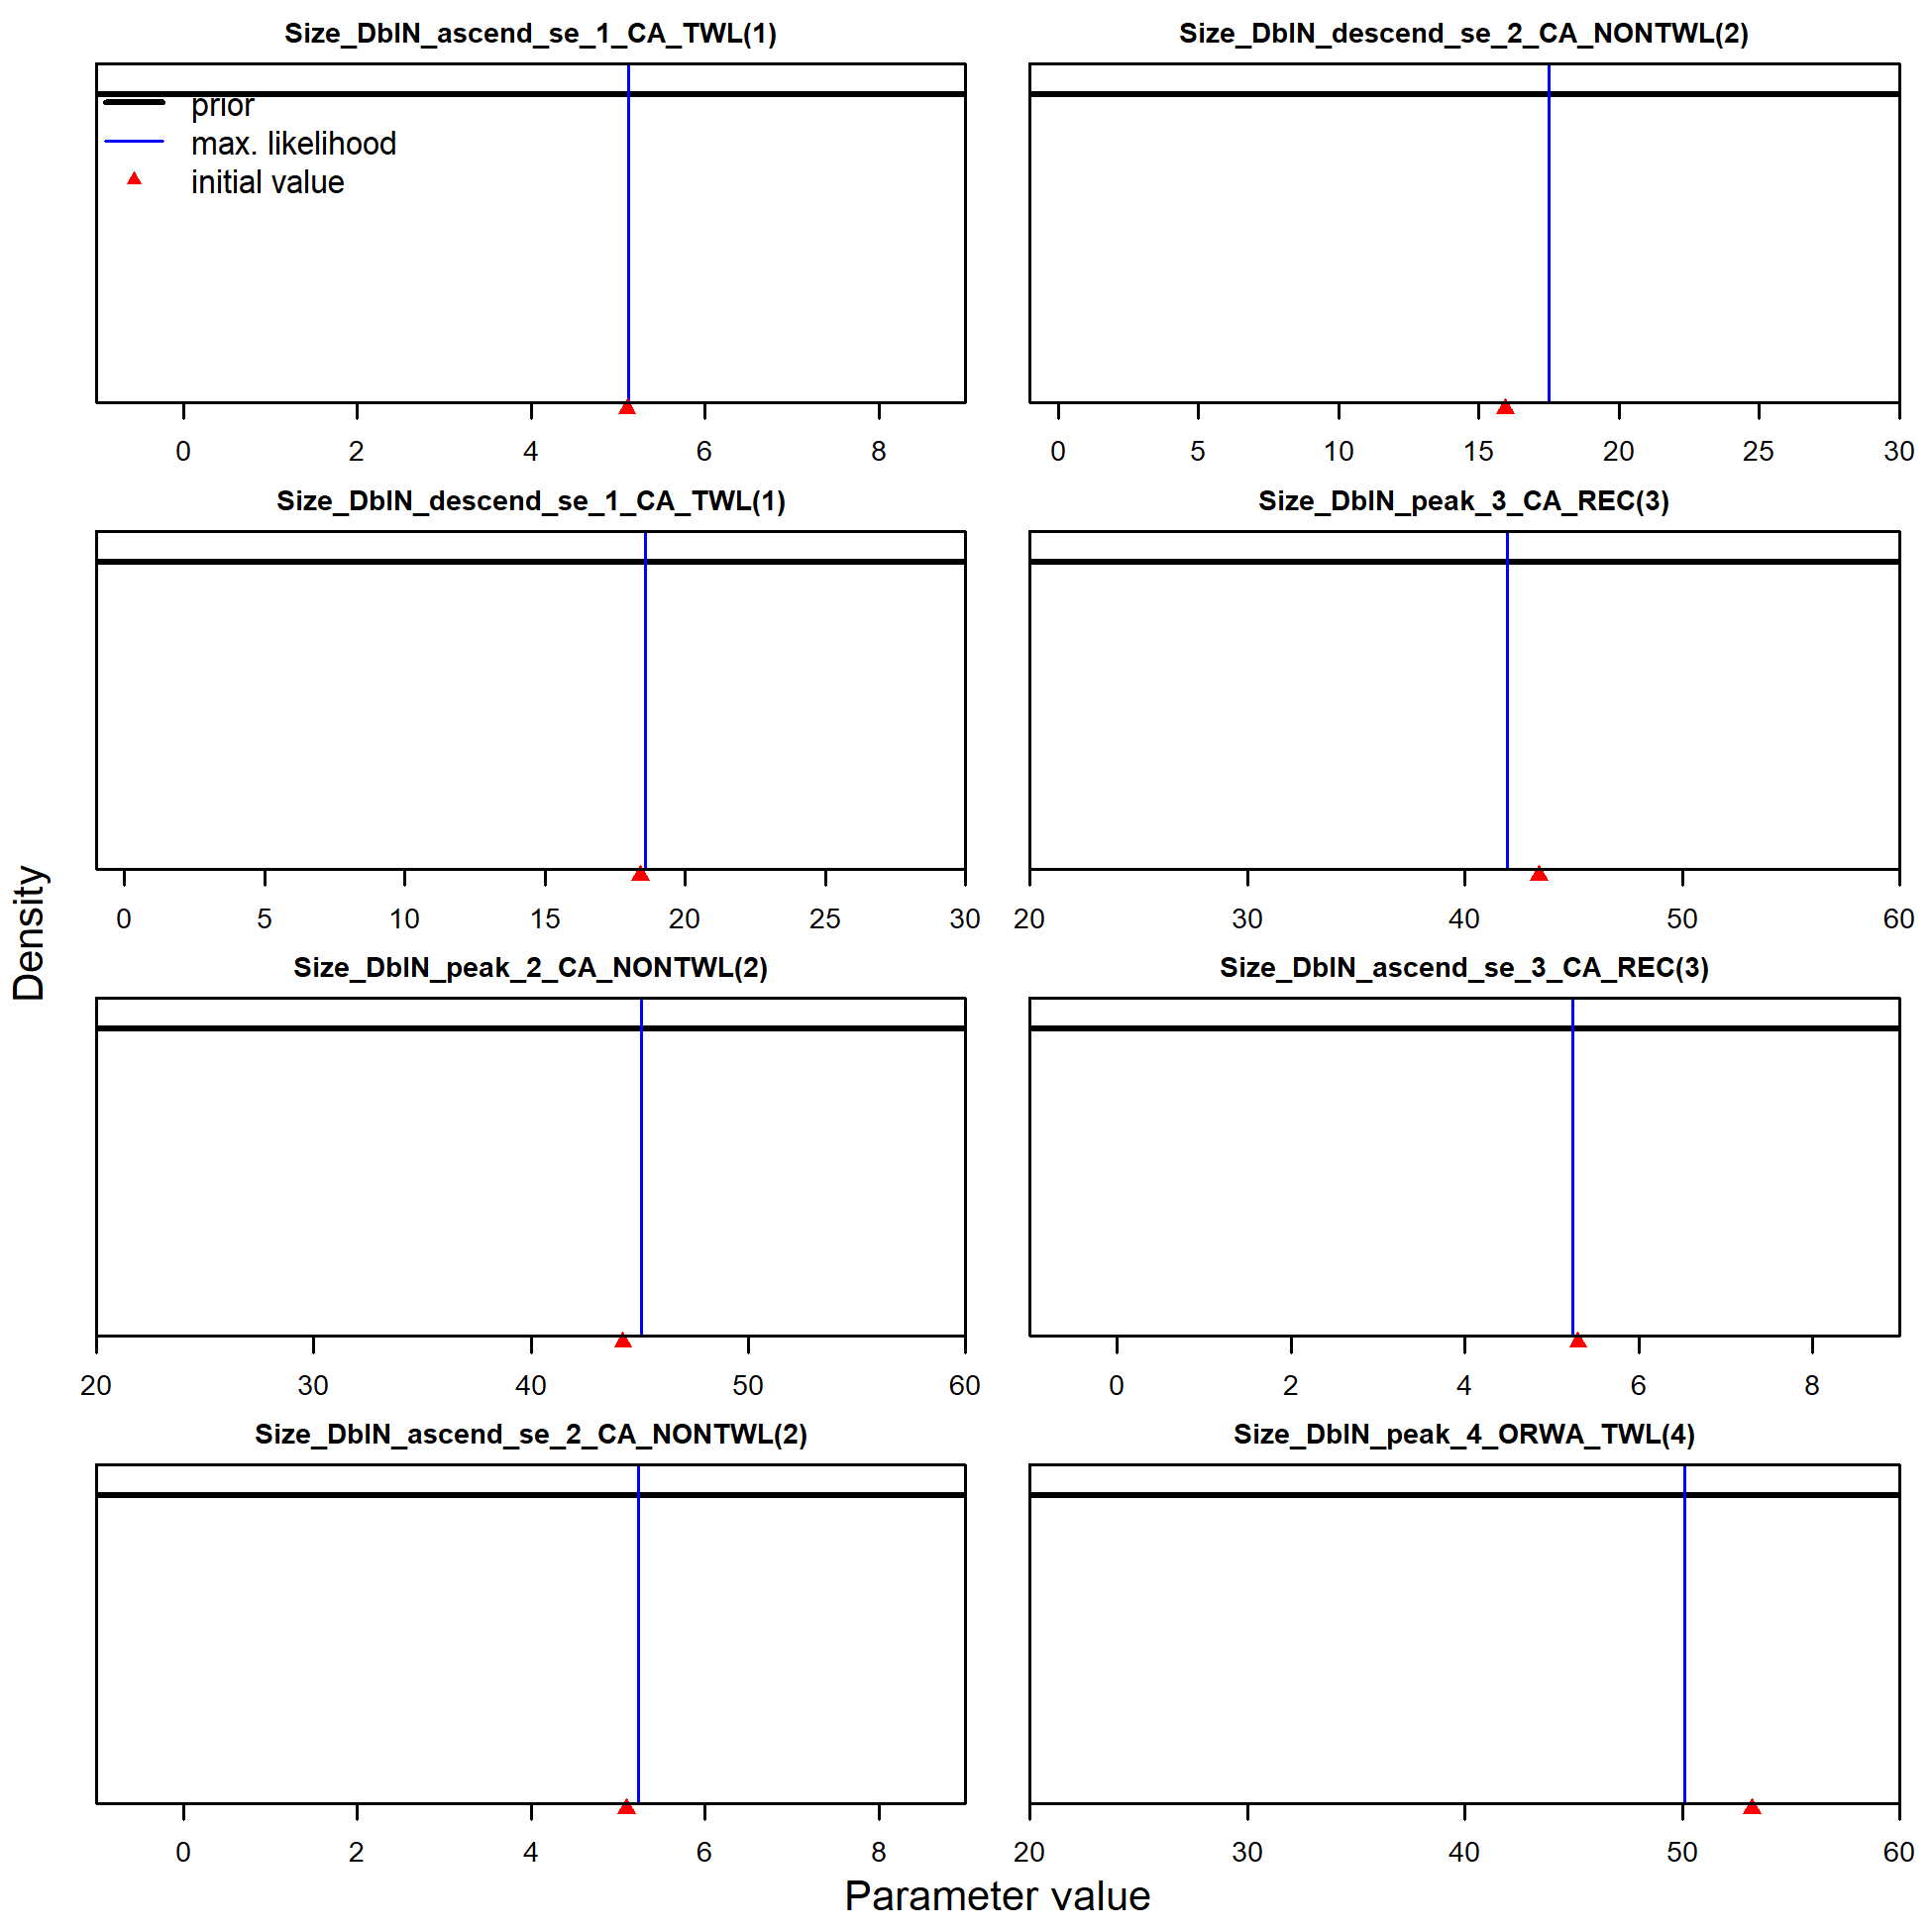 Size_DblN_ascend_se_1_CA_TWL(1)
prior
max. likelihood
initial value
0 2 4 6 8
Size_DblN_descend_se_2_CA_NONTWL(2)
0 5 10 15 20 25 30
Size_DblN_descend_se_1_CA_TWL(1)
0 5 10 15 20 25 30
Size_DblN_peak_3_CA_REC(3)
20 30 40 50 60
Size_DblN_peak_2_CA_NONTWL(2)
20 30 40 50 60
Size_DblN_ascend_se_3_CA_REC(3)
0 2 4 6 8
Size_DblN_ascend_se_2_CA_NONTWL(2)
0 2 4 6 8
Size_DblN_peak_4_ORWA_TWL(4)
20 30 40 50 60
Density
Parameter value